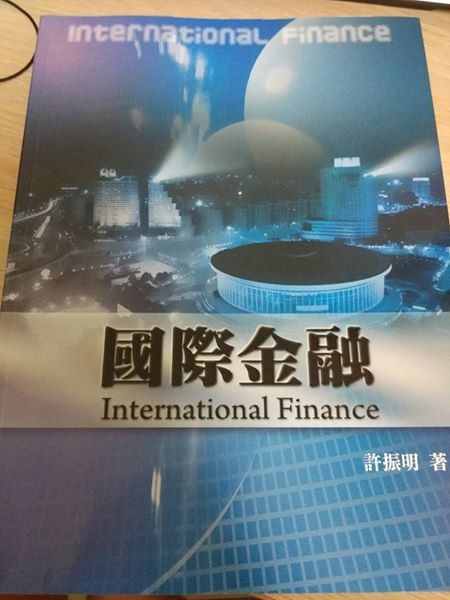 International Finance
國際金融
International Finance
許振明 著